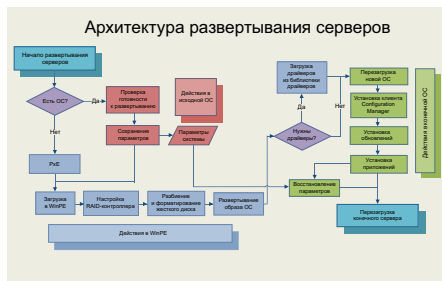 Архитектура развертывания серверов
Начало развертывания
серверов
Есть ОС?
Да
Нет
Проверка
готовности
к развертыванию
Сохранение
параметров
Действия в
исходной ОС
Параметры
системы
PxE
Загрузка
в WinPE
Настройка
RAID-контроллера
Разбиение
и форматирование
жесткого диска
Развертывание
образа ОС
Действия в WinPE
Загрузка
драйверов
из библиотеки
драйверов
Да
Нет
Нужны
драйверы?
Перезагрузка
новой ОС
Установка клиента
Configuration
Manager
Установка
обновлений
Установка
приложений
Восстановление
параметров
Перезагрузка
конечного сервера
Действия в конечной ОС